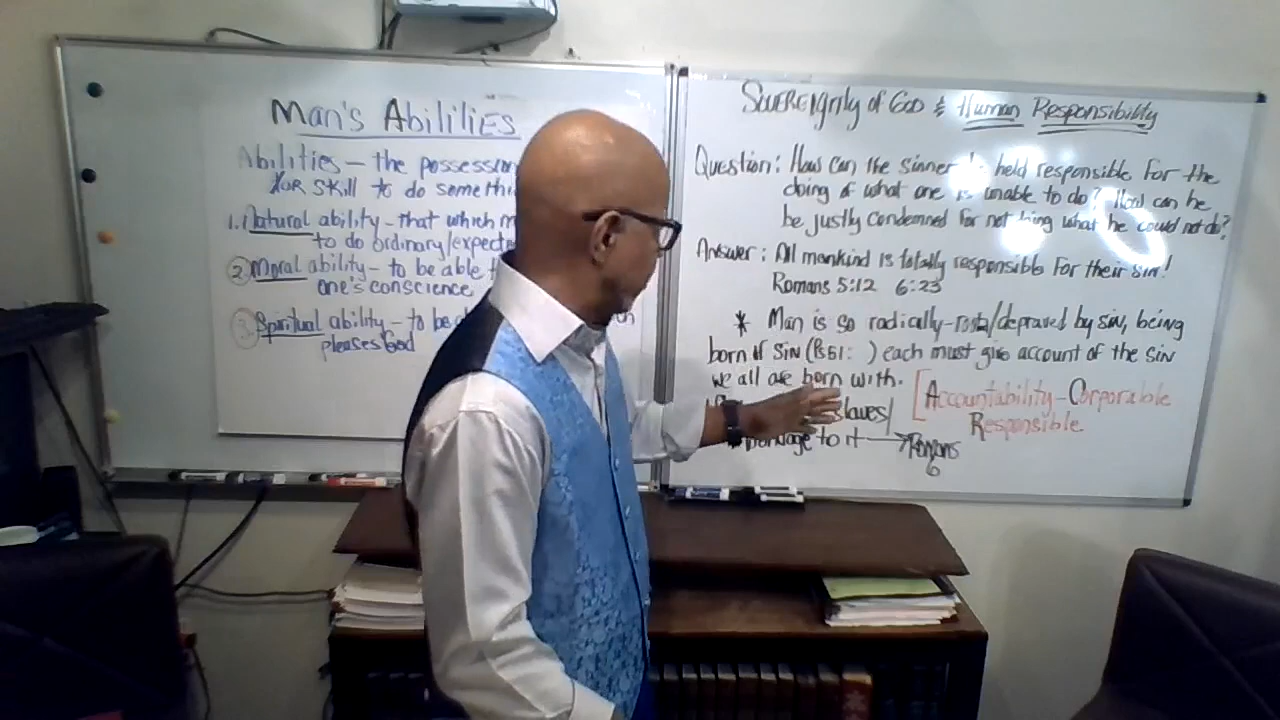 Man's Abilities
Abilities — the possession
/or skill to do somethi
1. Natural ability - that which m
to do ordinary/expecte
2 Moral ability - to be able t
one's conscience
3 Spiritual ability - to be a
pleases God
Sovereignity of God & Human Responsibility
Question: How can the sinner held responsible for the
doing of what one is unable to do? How can he
be justly condemned for not being what he could not do?
Answer: All mankind is totally responsible for their sin!
Romans 5:12 6:23
* Man is so radically- /depraved by sin, being
born of sin (Ps 51: ) each must give account of the sin
we all are born with.
slaves/
to it → Romans
6
[Accountability - Corporable
Responsible